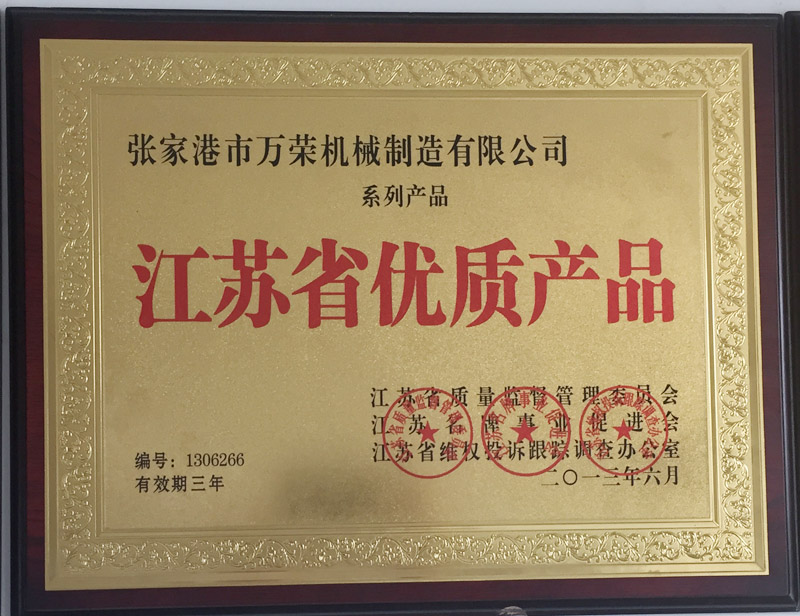 张家港市万荣机械制造有限公司
系列产品
江苏省优质产品
江苏省质量监督管理委员会
江苏省名牌事业促进会
江苏省维权投诉跟踪调查办公室
二〇一三年六月
编号：1306266
有效期三年